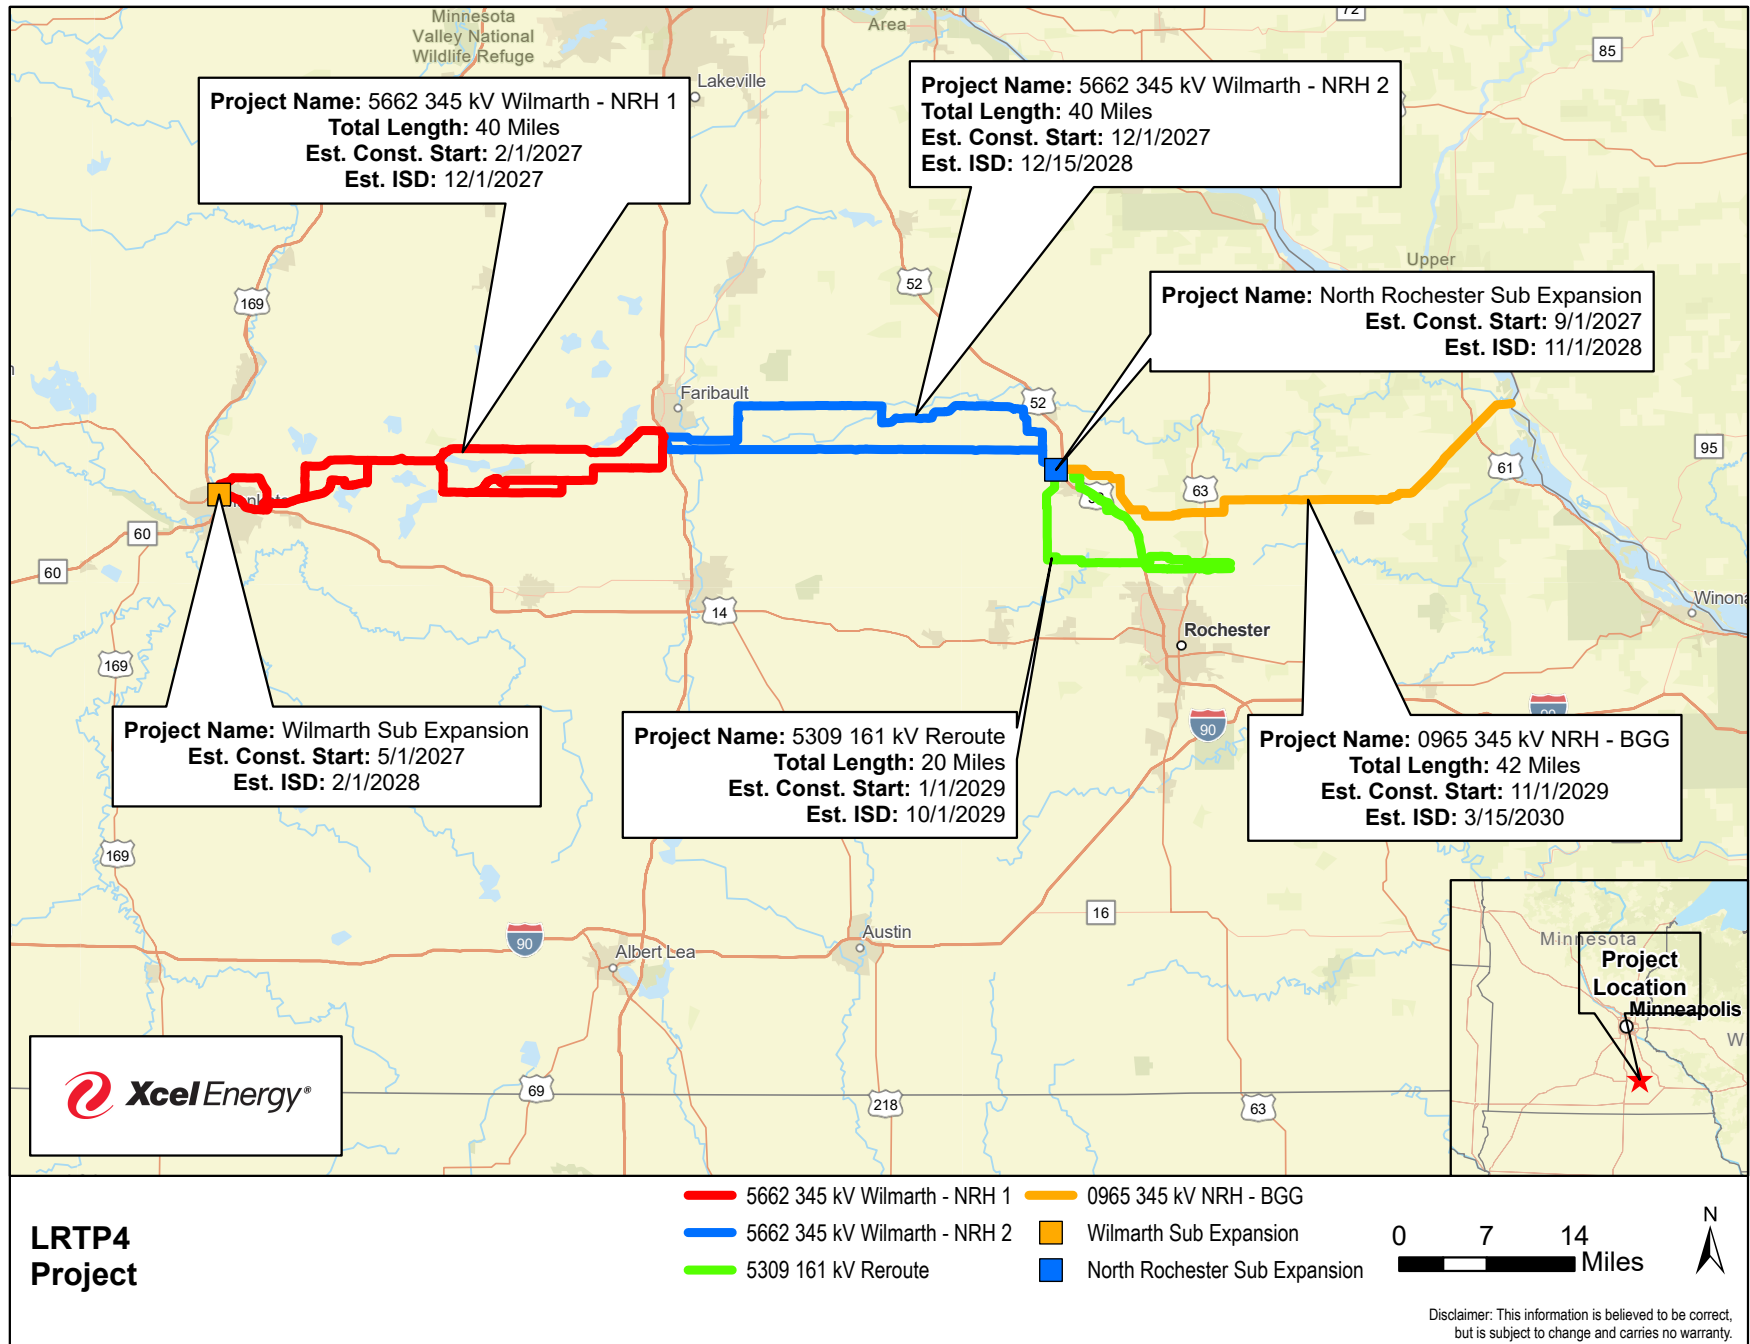 Minnesota
Valley National
Wildlife Refuge
Area
72
85
Lakeville
Project Name: 5662 345 kV Wilmarth - NRH 1
Total Length: 40 Miles
Est. Const. Start: 2/1/2027
Est. ISD: 12/1/2027
Project Name: 5662 345 kV Wilmarth - NRH 2
Total Length: 40 Miles
Est. Const. Start: 12/1/2027
Est. ISD: 12/15/2028
Upper
52
169
Project Name: North Rochester Sub Expansion
Est. Const. Start: 9/1/2027
Est. ISD: 11/1/2028
Faribault
52
95
61
63
60
60
14
Winona
Rochester
169
90
Project Name: Wilmarth Sub Expansion
Est. Const. Start: 5/1/2027
Est. ISD: 2/1/2028
Project Name: 5309 161 kV Reroute
Total Length: 20 Miles
Est. Const. Start: 1/1/2029
Est. ISD: 10/1/2029
Project Name: 0965 345 kV NRH - BGG
Total Length: 42 Miles
Est. Const. Start: 11/1/2029
Est. ISD: 3/15/2030
169
16
90
Austin
Albert Lea
Minnesota
Project
Location
Minneapolis
W
Xcel Energy®
69
218
63
LRTP4
Project
5662 345 kV Wilmarth - NRH 1
5662 345 kV Wilmarth - NRH 2
5309 161 kV Reroute
0965 345 kV NRH - BGG
Wilmarth Sub Expansion
North Rochester Sub Expansion
0 7 14
Miles
N
Disclaimer: This information is believed to be correct,
but is subject to change and carries no warranty.